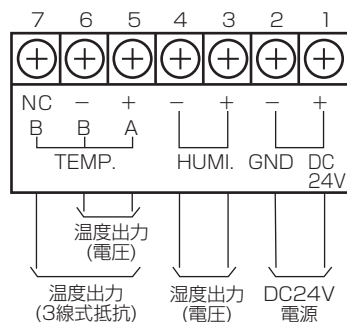 7 6 5 4 3 2 1
NC − + − + − +
B B A
TEMP. HUMI. GND DC
24V
温度出力
(電圧)
温度出力 湿度出力 DC24V
(3線式抵抗) (電圧) 電源